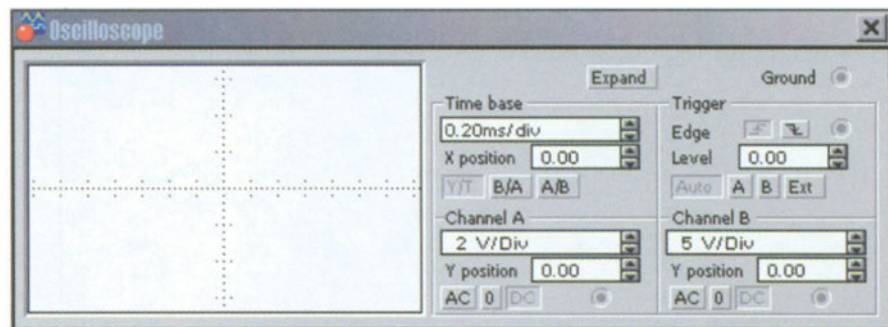 Oscilloscope
Expand
Ground
Time base
0.20ms/div
X position 0.00
Y/T B/A A/B
Trigger
Edge
Level 0.00
Auto A B Ext
Channel A
2 V/Div
Y position 0.00
AC 0 DC
Channel B
5 V/Div
Y position 0.00
AC 0 DC